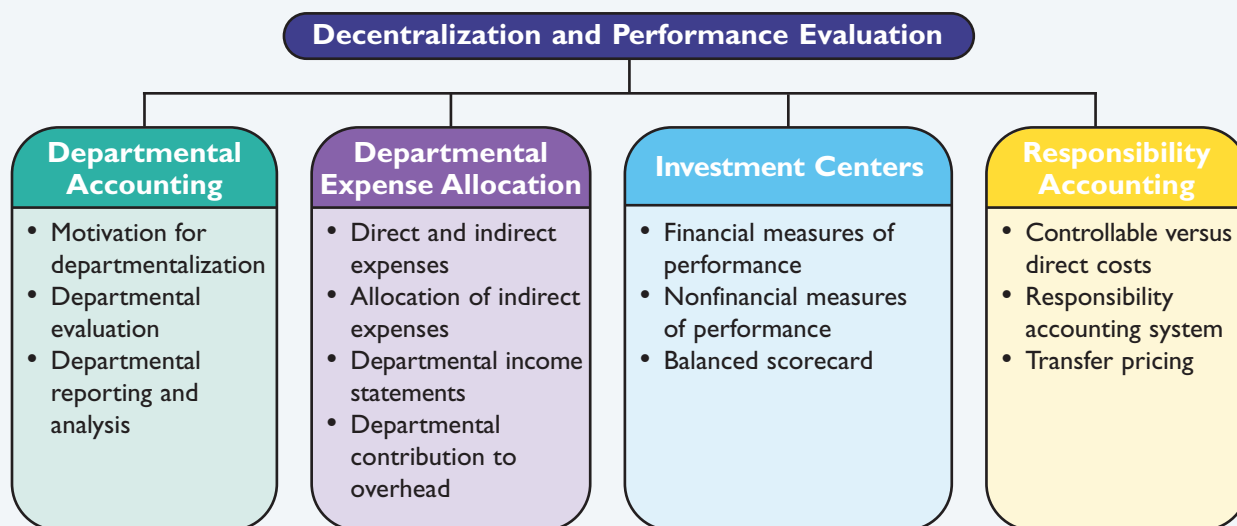 Decentralization and Performance Evaluation
Departmental
Accounting
• Motivation for
departmentalization
• Departmental
evaluation
• Departmental
reporting and
analysis
Departmental
Expense Allocation
• Direct and indirect
expenses
• Allocation of indirect
expenses
• Departmental income
statements
• Departmental
contribution to
overhead
Investment Centers
• Financial measures of
performance
• Nonfinancial measures
of performance
• Balanced scorecard
Responsibility
Accounting
• Controllable versus
direct costs
• Responsibility
accounting system
• Transfer pricing